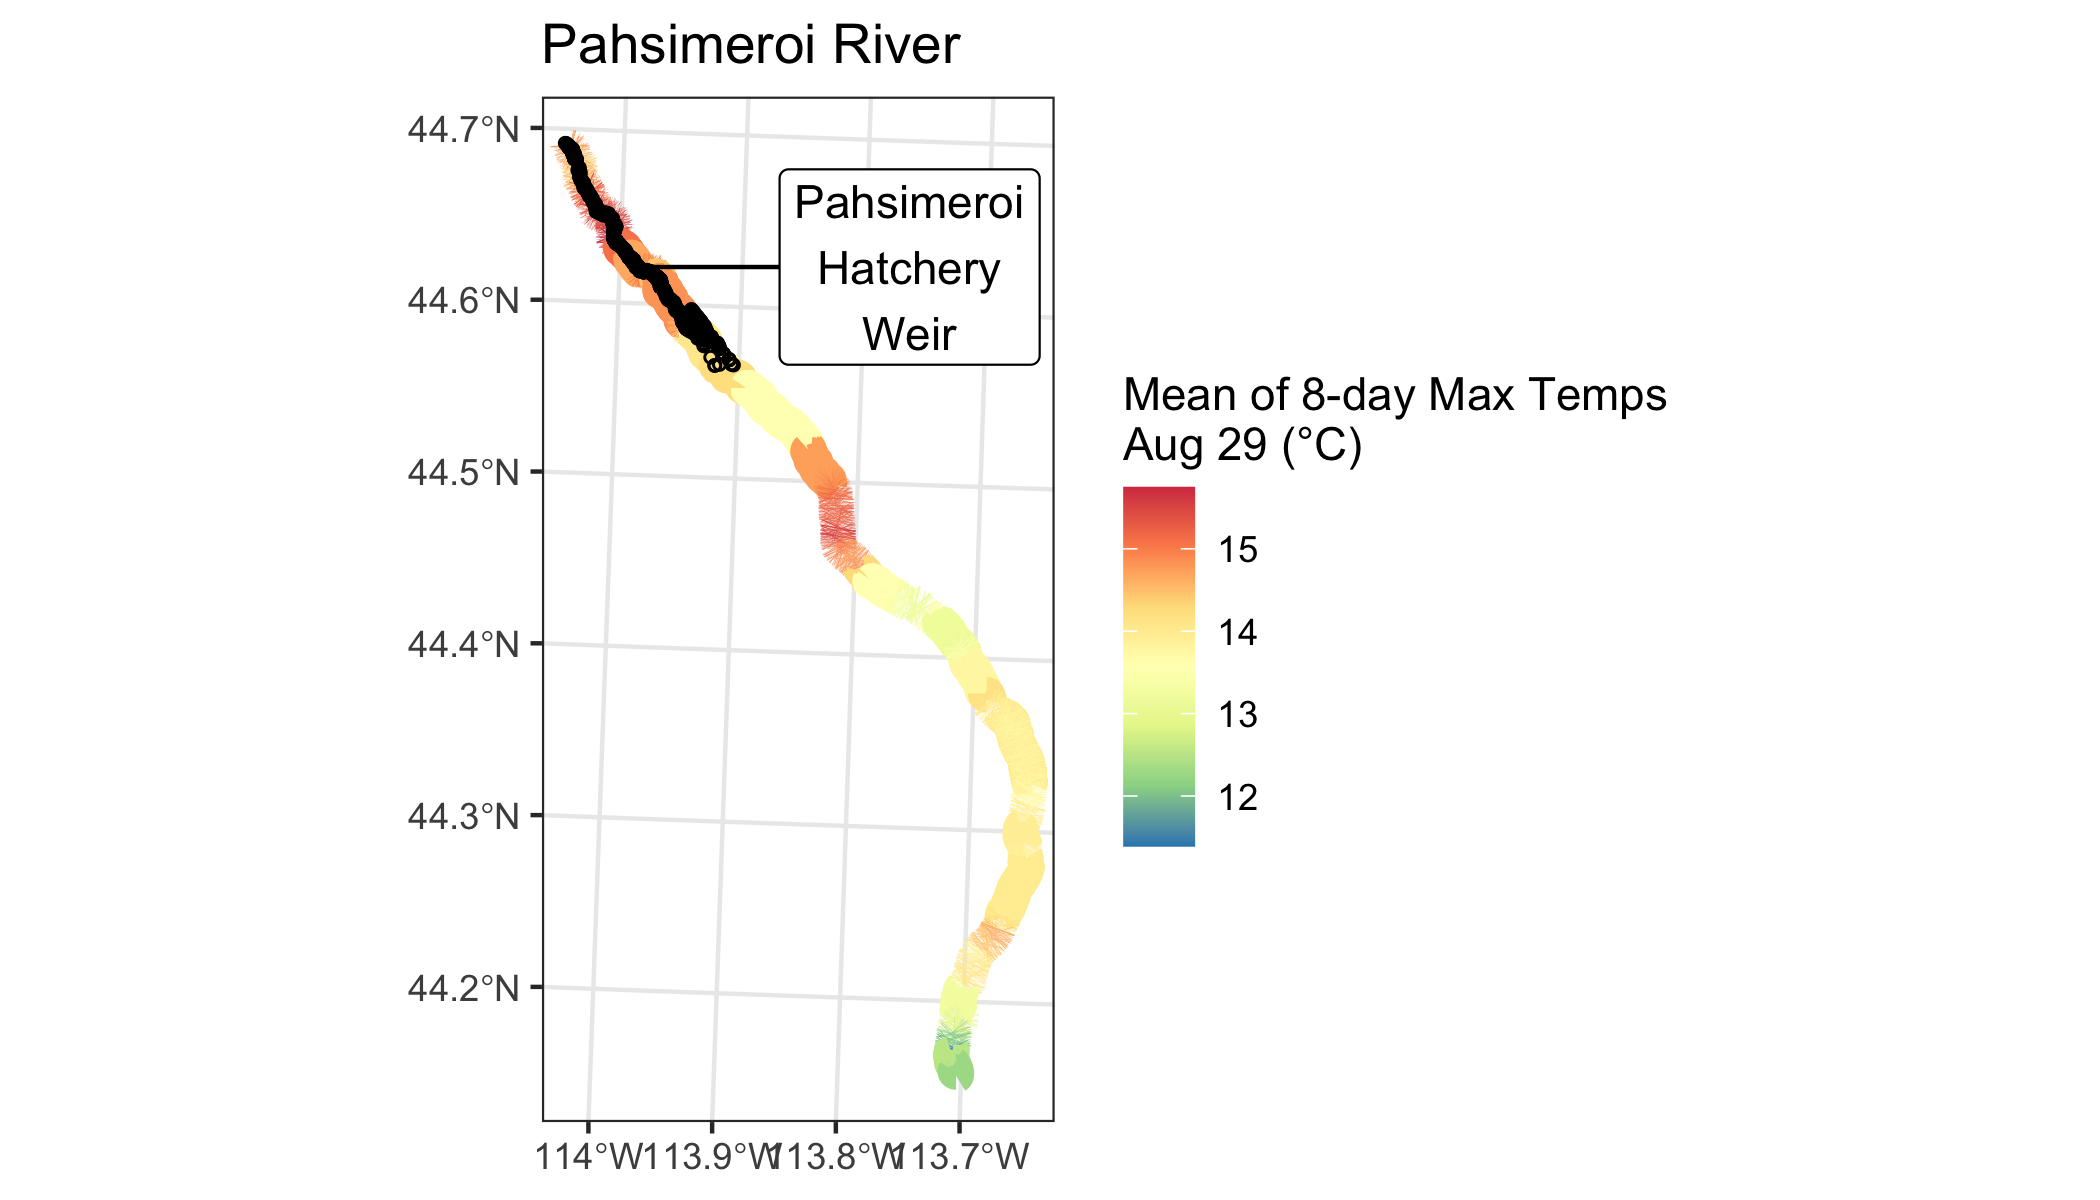 Pahsimeroi River
44.7°N
44.6°N
44.5°N
44.4°N
44.3°N
44.2°N
114°W
113.9°W
113.8°W
113.7°W
Pahsimeroi
Hatchery
Weir
Mean of 8-day Max Temps
Aug 29 (°C)
15
14
13
12